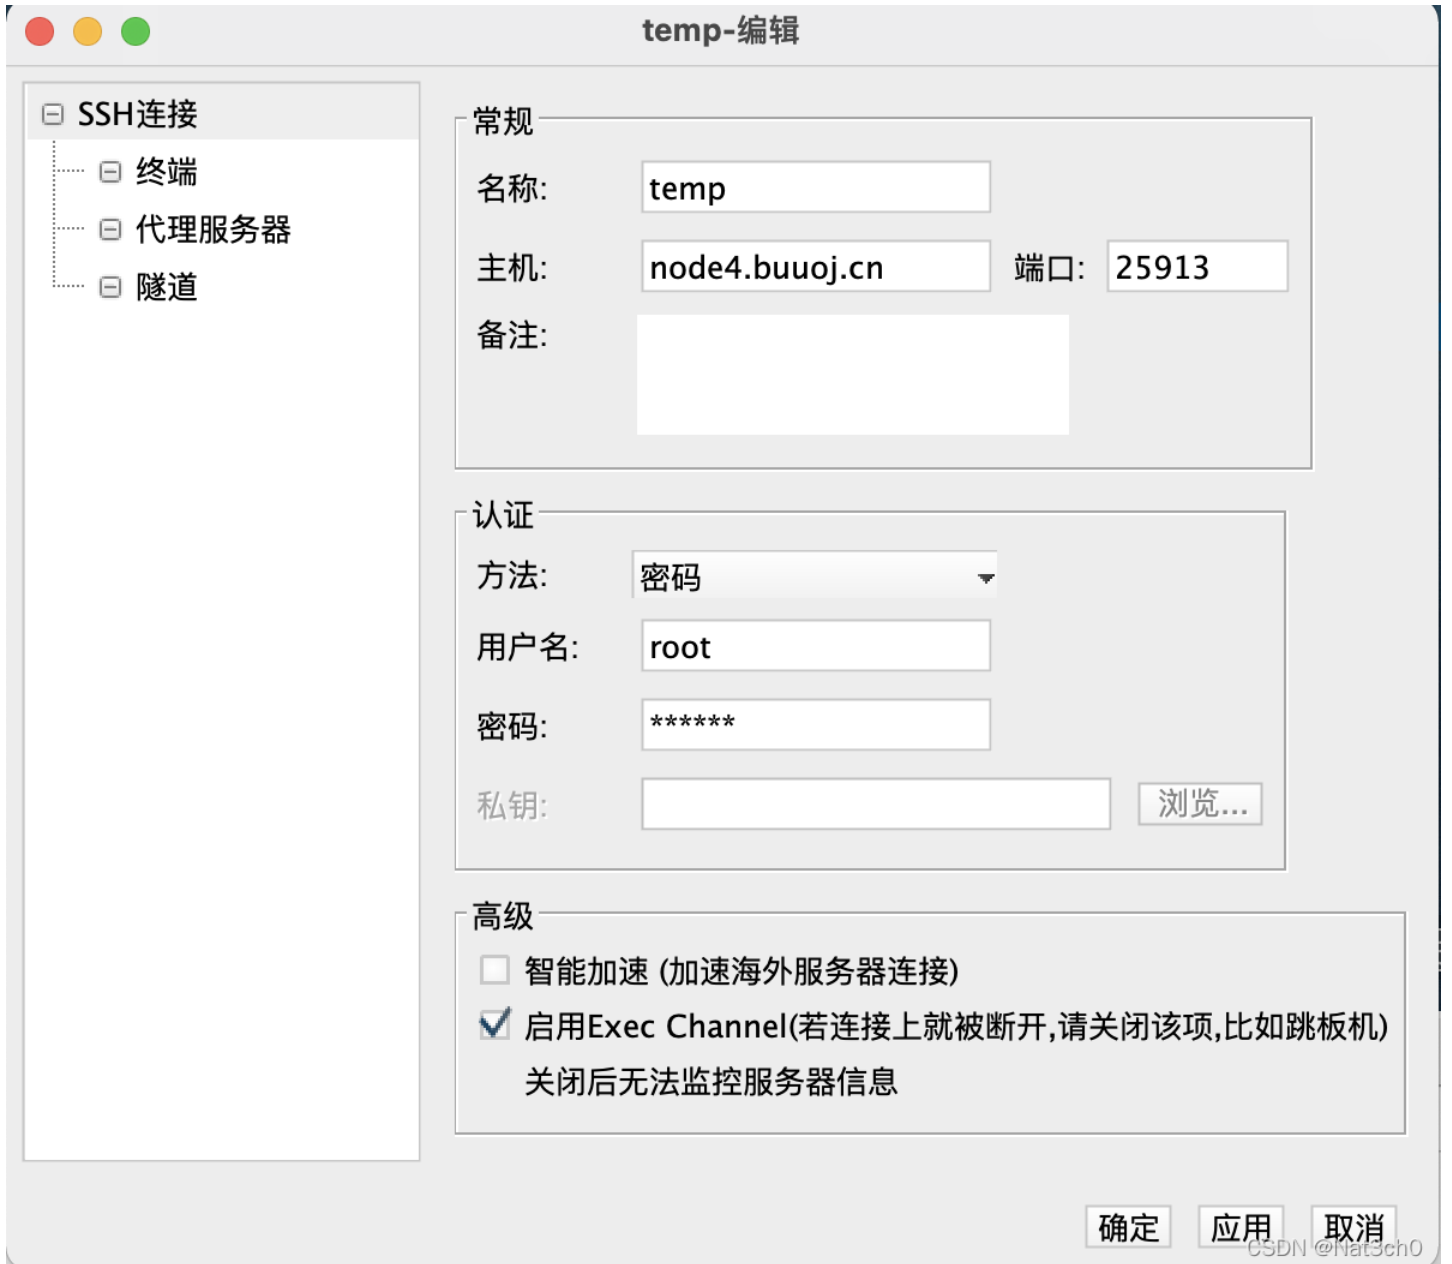 temp-编辑
SSH连接
终端
代理服务器
隧道
常规
名称: temp
主机: node4.buuoj.cn 端口: 25913
备注:
认证
方法: 密码
用户名: root
密码: ******
私钥: 浏览...
高级
智能加速 (加速海外服务器连接)
启用Exec Channel(若连接上就被断开,请关闭该项,比如跳板机)
关闭后无法监控服务器信息
确定 应用 取消
CSDN @Nat3ch0